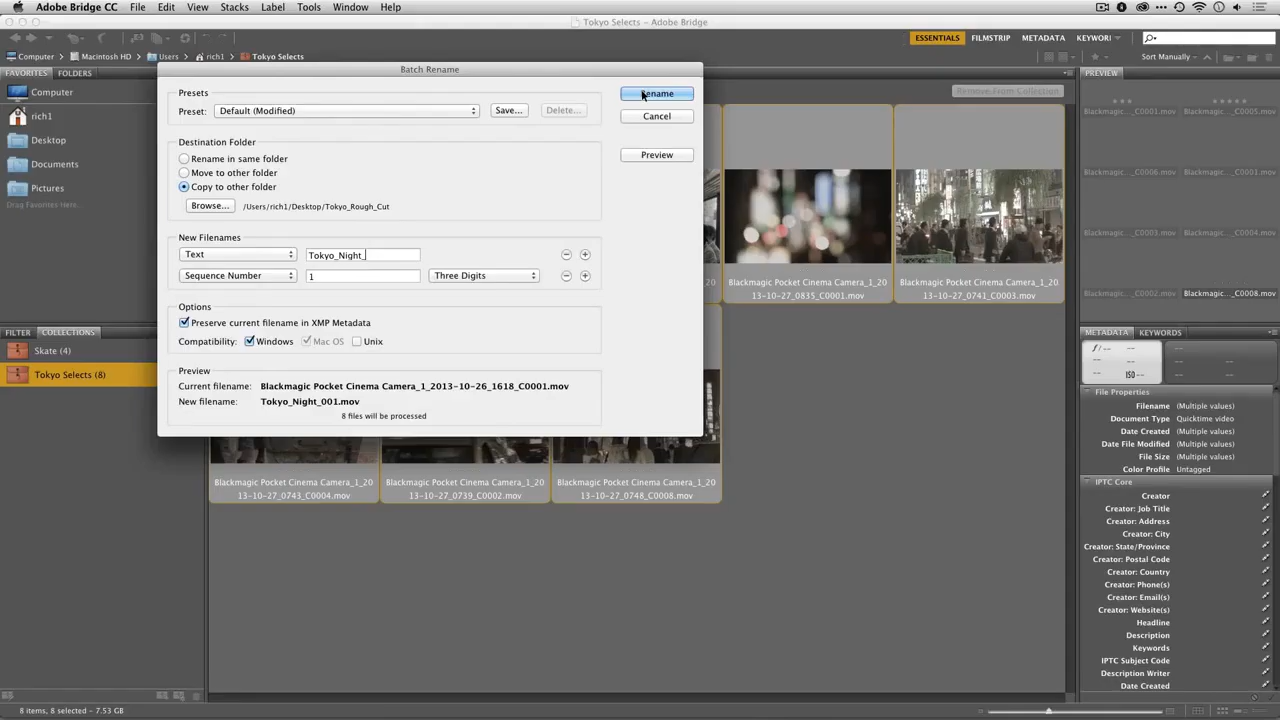 Adobe Bridge CC File Edit View Stacks Label Tools Window Help
Tokyo Selects – Adobe Bridge
ESSENTIALS FILMSTRIP METADATA KEYWORI
Computer Macintosh HD Users rich1 Tokyo Selects
Sort Manually
FAVORITES FOLDERS
Computer
rich1
Desktop
Documents
Pictures
Drag Favorites Here...
FILTER COLLECTIONS
Skate (4)
Tokyo Selects (8)
Batch Rename
Presets
Preset: Default (Modified) Save... Delete...
Rename
Cancel
Preview
Destination Folder
Rename in same folder
Move to other folder
Copy to other folder
Browse... /Users/rich1/Desktop/Tokyo_Rough_Cut
New Filenames
Text Tokyo_Night_
Sequence Number 1 Three Digits
Options
Preserve current filename in XMP Metadata
Compatibility: Windows Mac OS Unix
Preview
Current filename: Blackmagic Pocket Cinema Camera_1_2013-10-26_1618_C0001.mov
New filename: Tokyo_Night_001.mov
8 files will be processed
Remove From Collection
Blackmagic Pocket Cinema Camera_1_20
13-10-27_0835_C0001.mov
Blackmagic Pocket Cinema Camera_1_20
13-10-27_0741_C0003.mov
Blackmagic Pocket Cinema Camera_1_20
13-10-27_0743_C0004.mov
Blackmagic Pocket Cinema Camera_1_20
13-10-27_0739_C0002.mov
Blackmagic Pocket Cinema Camera_1_20
13-10-27_0748_C0008.mov
PREVIEW
Blackmagic..._C0001.mov Blackmagic..._C0005.mov
Blackmagic..._C0006.mov Blackmagic..._C0001.mov
Blackmagic..._C0003.mov Blackmagic..._C0004.mov
Blackmagic..._C0002.mov Blackmagic..._C0008.mov
METADATA KEYWORDS
f/-- --
-- --
-- ISO --
--
-- --
File Properties
Filename (Multiple values)
Document Type Quicktime video
Date Created (Multiple values)
Date File Modified (Multiple values)
File Size (Multiple values)
Color Profile Untagged
IPTC Core
Creator
Creator: Job Title
Creator: Address
Creator: City
Creator: State/Province
Creator: Postal Code
Creator: Country
Creator: Phone(s)
Creator: Email(s)
Creator: Website(s)
Headline
Description
Keywords
IPTC Subject Code
Description Writer
Date Created
8 items, 8 selected - 7.53 GB